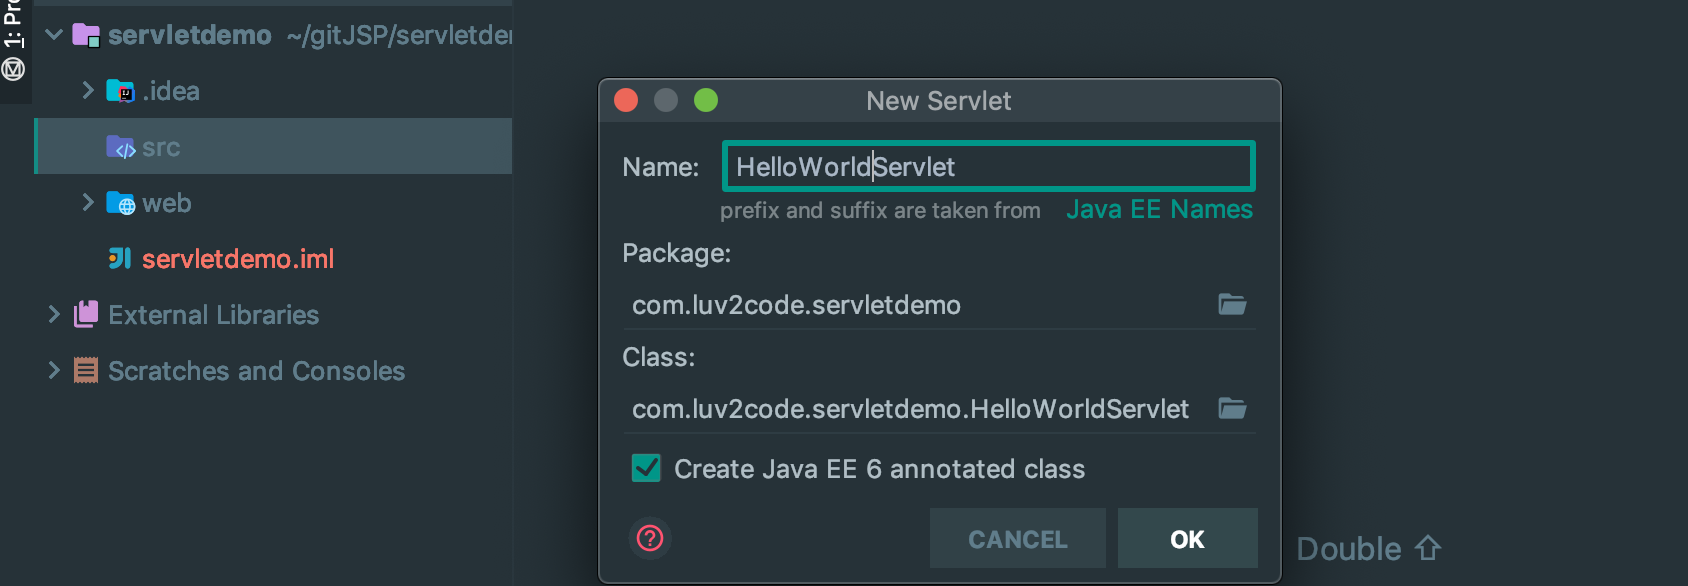 1: Pro
servletdemo ~/gitJSP/servletde
.idea
src
web
servletdemo.iml
External Libraries
Scratches and Consoles
New Servlet
Name: HelloWorldServlet
prefix and suffix are taken from Java EE Names
Package:
com.luv2code.servletdemo
Class:
com.luv2code.servletdemo.HelloWorldServlet
Create Java EE 6 annotated class
?
CANCEL OK
Double ⇧